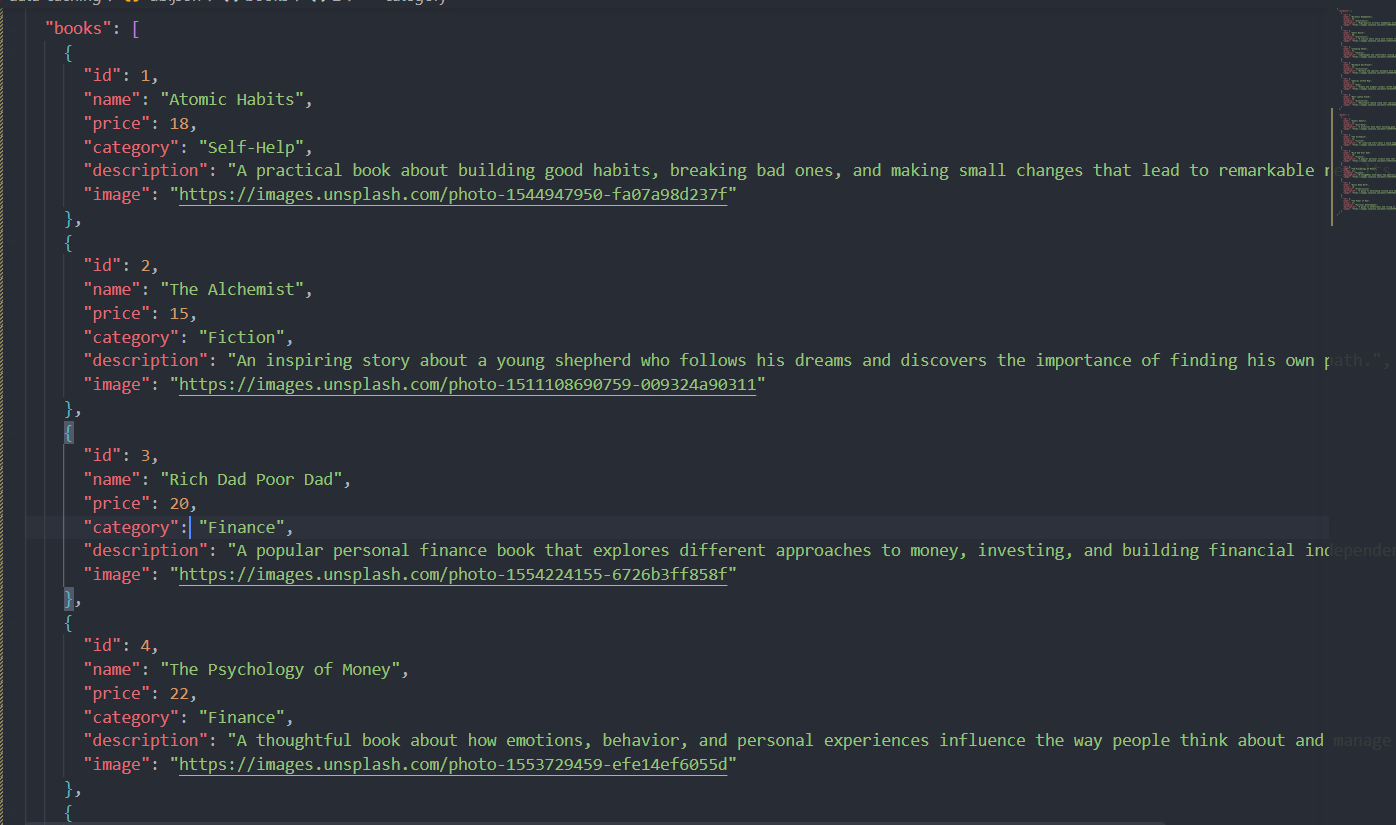 "books": [
{
"id": 1,
"name": "Atomic Habits",
"price": 18,
"category": "Self-Help",
"description": "A practical book about building good habits, breaking bad ones, and making small changes that lead to remarkable
"image": "https://images.unsplash.com/photo-1544947950-fa07a98d237f"
},
{
"id": 2,
"name": "The Alchemist",
"price": 15,
"category": "Fiction",
"description": "An inspiring story about a young shepherd who follows his dreams and discovers the importance of finding his own path.",
"image": "https://images.unsplash.com/photo-1511108690759-009324a90311"
},
{
"id": 3,
"name": "Rich Dad Poor Dad",
"price": 20,
"category": "Finance",
"description": "A popular personal finance book that explores different approaches to money, investing, and building financial independen
"image": "https://images.unsplash.com/photo-1554224155-6726b3ff858f"
},
{
"id": 4,
"name": "The Psychology of Money",
"price": 22,
"category": "Finance",
"description": "A thoughtful book about how emotions, behavior, and personal experiences influence the way people think about and manage
"image": "https://images.unsplash.com/photo-1553729459-efe14ef6055d"
},
{